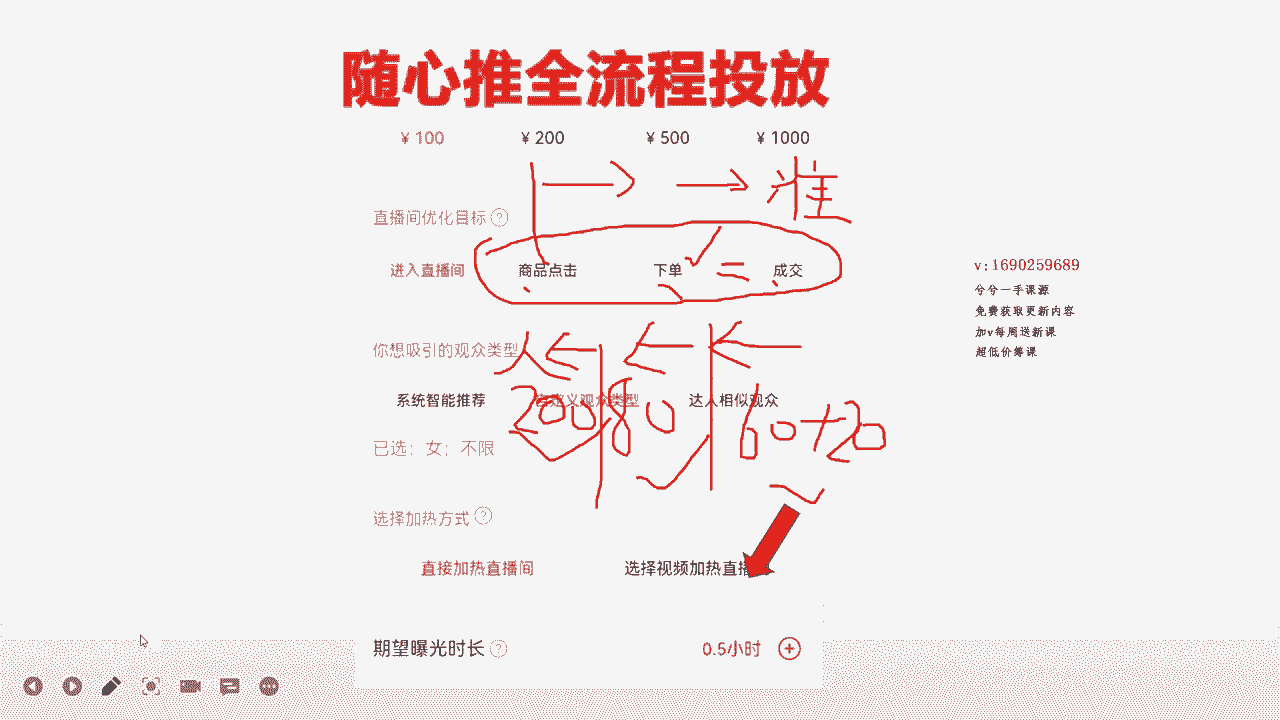 随心推全流程投放
¥ 100 ¥ 200 ¥ 500 ¥ 1000
准
直播间优化目标 ?
进入直播间 商品点击 下单 成交
v:1690259689
兮兮一手课源
免费获取更新内容
加v每周送新课
超低价筹课
你想吸引的观众类型
系统智能推荐 自定义观众类型 达人相似观众
200 80 60+20
已选：女；不限
选择加热方式 ?
直接加热直播间 选择视频加热直播
期望曝光时长 ? 0.5小时 +